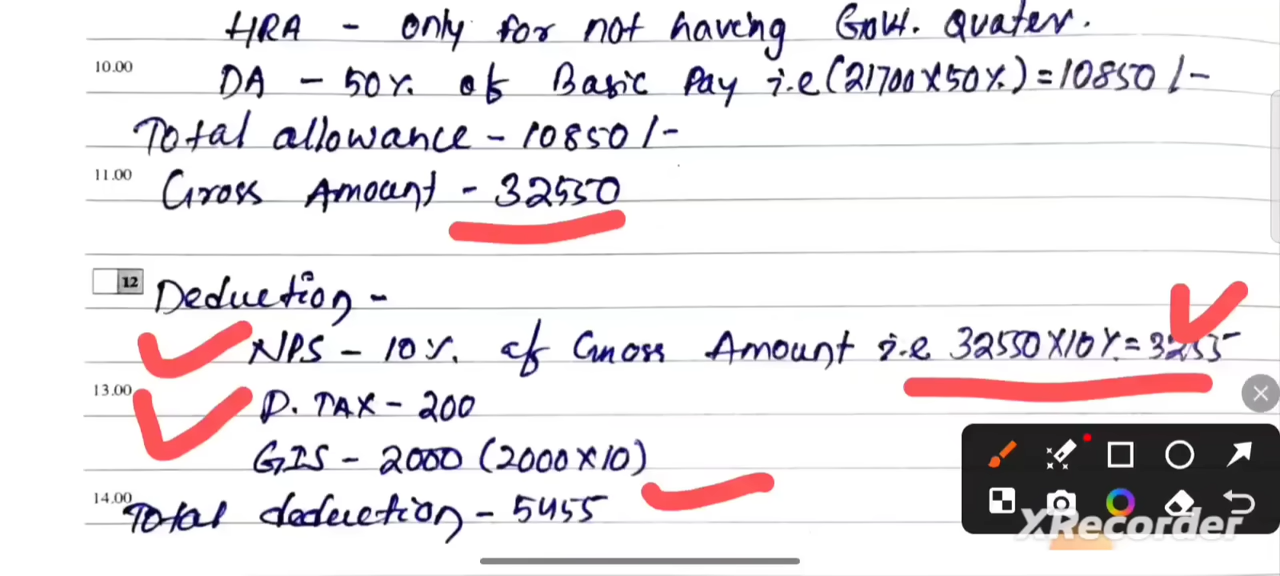 HRA - only for not having Govt. Quater.
10.00
DA - 50%. of Basic Pay i.e (21700×50%.) = 10850/-
Total allowance - 10850/-
11.00
Gross Amount - 32550
12
Deduction -
NPS - 10%. of Gross Amount i.e 32550×10%. = 3255
13.00
P. TAX - 200
GIS - 2000 (2000×10)
14.00
Total deduction - 5455
XRecorder